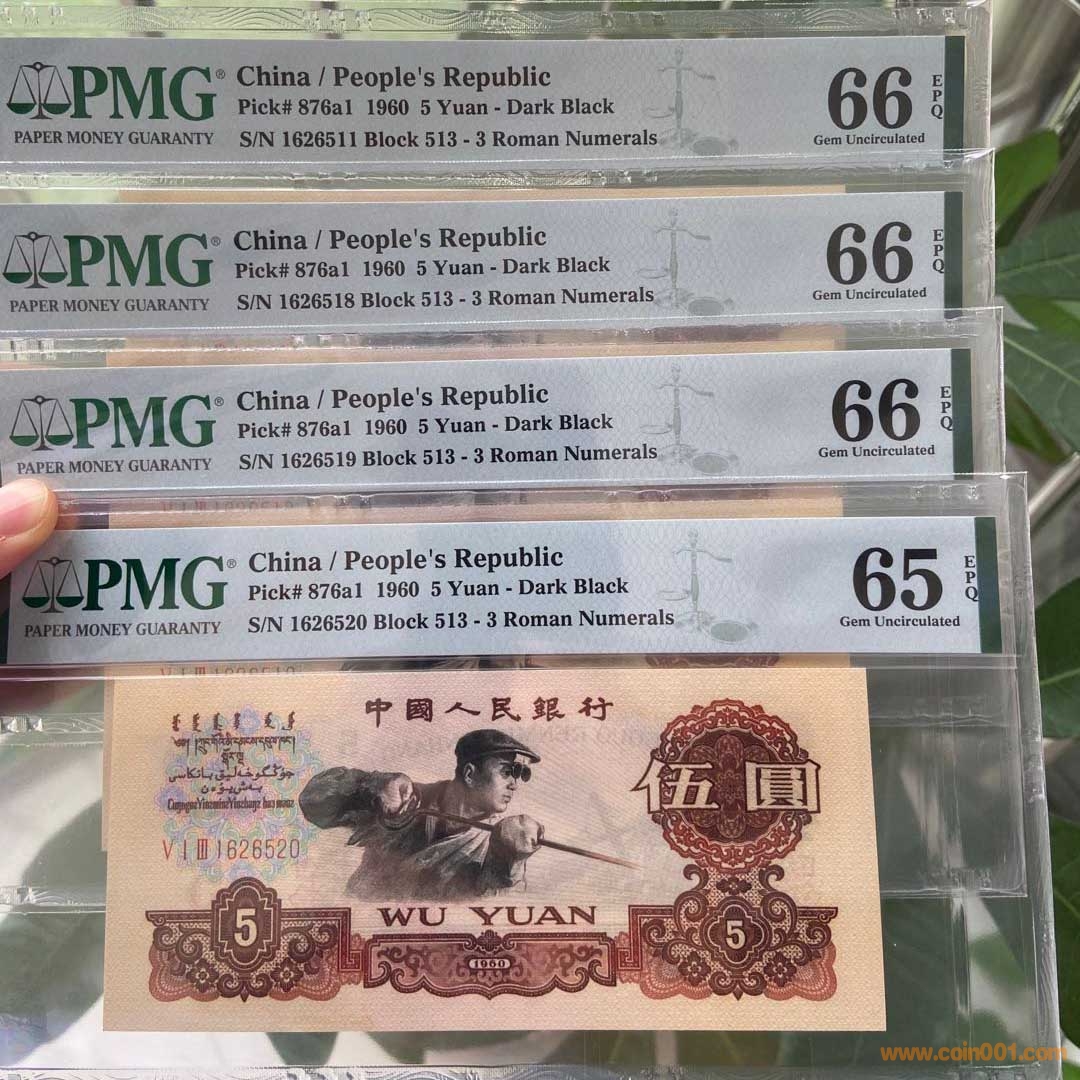 PMG®
PAPER MONEY GUARANTY
China / People's Republic
Pick# 876a1 1960 5 Yuan - Dark Black
S/N 1626511 Block 513 - 3 Roman Numerals
66
EPQ
Gem Uncirculated
PMG®
PAPER MONEY GUARANTY
China / People's Republic
Pick# 876a1 1960 5 Yuan - Dark Black
S/N 1626518 Block 513 - 3 Roman Numerals
66
EPQ
Gem Uncirculated
PMG®
PAPER MONEY GUARANTY
China / People's Republic
Pick# 876a1 1960 5 Yuan - Dark Black
S/N 1626519 Block 513 - 3 Roman Numerals
66
EPQ
Gem Uncirculated
PMG®
PAPER MONEY GUARANTY
China / People's Republic
Pick# 876a1 1960 5 Yuan - Dark Black
S/N 1626520 Block 513 - 3 Roman Numerals
65
EPQ
Gem Uncirculated
中國人民銀行
伍圓
V I III 1626520
WU YUAN
5
1960
5
www.coin001.com